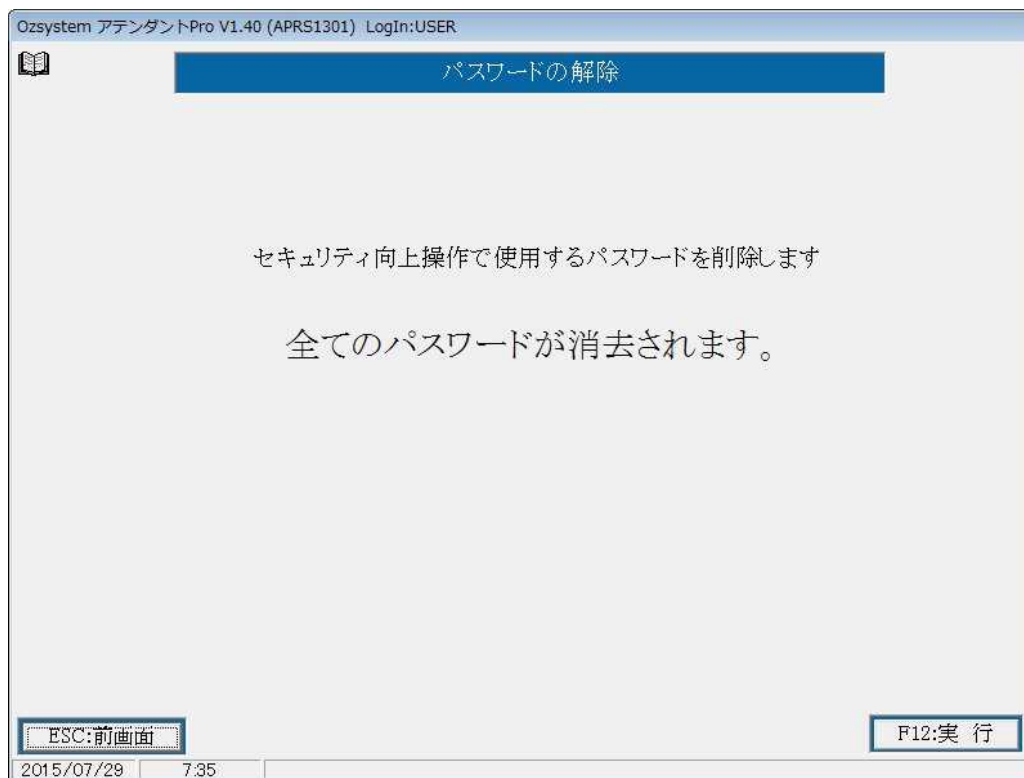 Ozsystem アテンダントPro V1.40 (APRS1301) LogIn:USER
パスワードの解除
セキュリティ向上操作で使用するパスワードを削除します
全てのパスワードが消去されます。
ESC:前画面
F12:実 行
2015/07/29 7:35